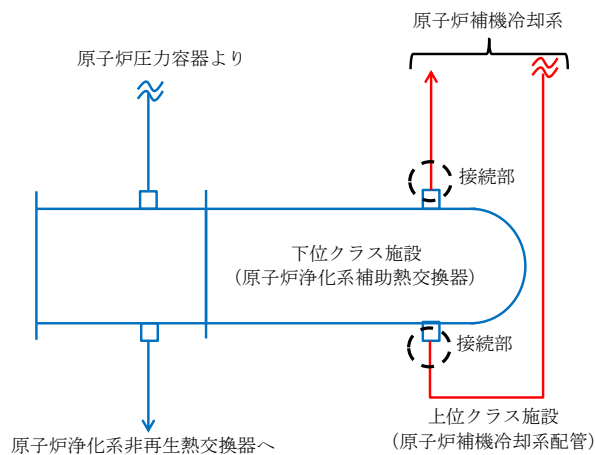 原子炉補機冷却系
原子炉圧力容器より
接続部
下位クラス施設
（原子炉浄化系補助熱交換器）
接続部
上位クラス施設
（原子炉補機冷却系配管）
原子炉浄化系非再生熱交換器へ